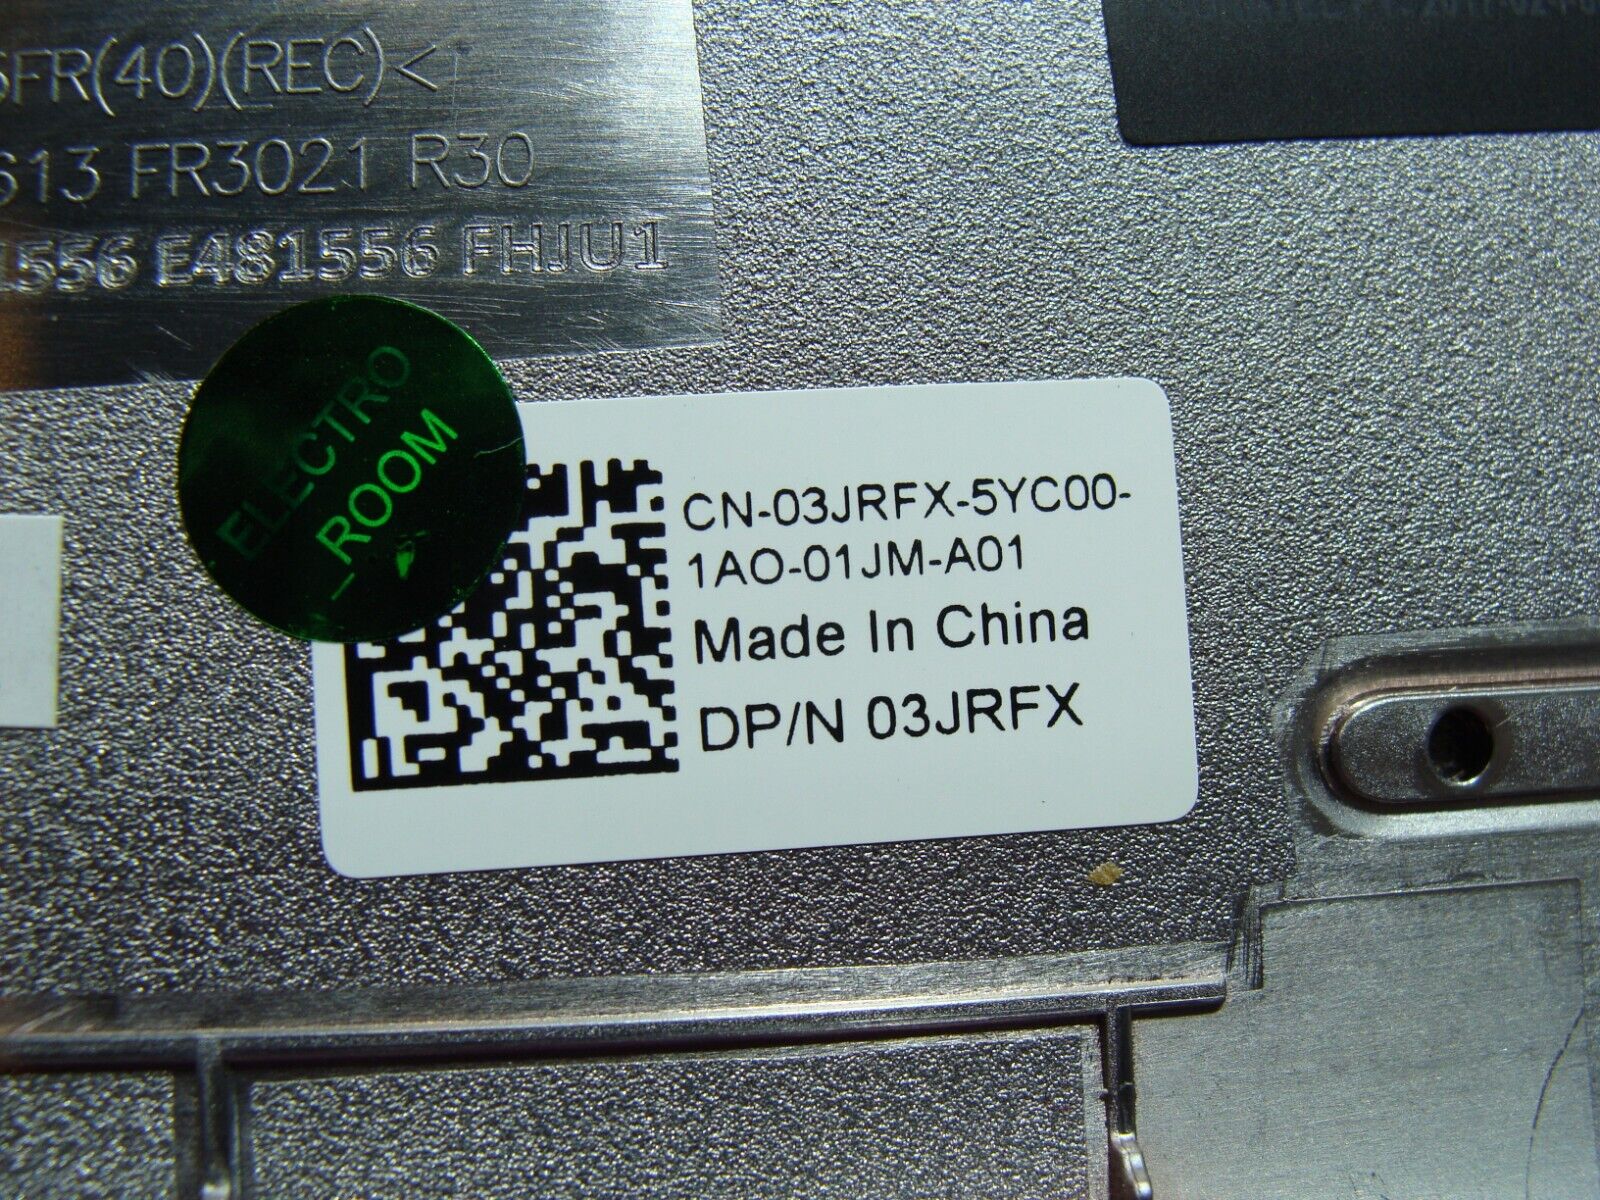 SFR(40)(REC)<
613 FR3021 R30
1556 E481556 FHJU1
ELECTRO
_ROOM
CN-03JRFX-5YC00-
1AO-01JM-A01
Made In China
DP/N 03JRFX